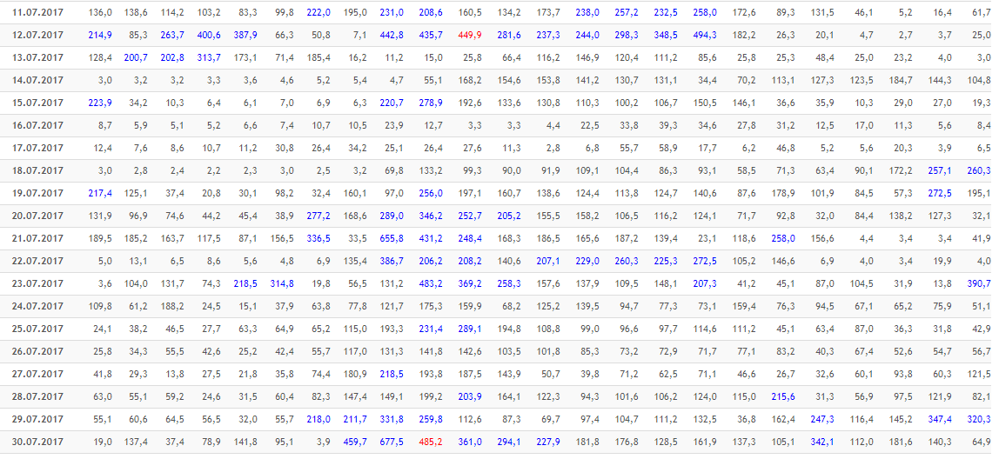 11.07.2017 136,0 138,6 114,2 103,2 83,3 99,8 222,0 195,0 231,0 208,6 160,5 134,2 173,7 238,0 257,2 232,5 258,0 172,6 89,3 131,5 46,1 5,2 16,4 61,7
12.07.2017 214,9 85,3 263,7 400,6 387,9 66,3 50,8 7,1 442,8 435,7 449,9 281,6 237,3 244,0 298,3 348,5 494,3 182,2 26,3 20,1 4,7 2,7 3,7 25,0
13.07.2017 128,4 200,7 202,8 313,7 173,1 71,4 185,4 16,2 11,2 15,0 25,8 66,4 116,2 146,9 120,4 111,2 85,6 25,8 25,3 48,4 25,0 23,2 4,0 3,0
14.07.2017 3,0 3,2 3,2 3,3 3,6 4,6 5,2 5,4 4,7 55,1 168,2 154,6 153,8 141,2 130,7 131,1 34,4 70,2 113,1 127,3 123,5 184,7 144,3 104,8
15.07.2017 223,9 34,2 10,3 6,4 6,1 7,0 6,9 6,3 220,7 278,9 192,6 133,6 130,8 110,3 100,2 106,7 150,5 146,1 36,6 35,9 10,3 29,0 27,0 19,3
16.07.2017 8,7 5,9 5,1 5,2 6,6 7,4 10,7 10,5 23,9 12,7 3,3 3,3 4,4 22,5 33,8 39,3 34,6 27,8 31,2 12,5 17,0 11,3 5,6 8,4
17.07.2017 12,4 7,6 8,6 10,7 11,2 30,8 26,4 34,2 25,1 26,4 27,6 11,3 2,8 6,8 55,7 58,9 17,7 6,2 46,8 5,2 5,6 20,3 3,9 6,5
18.07.2017 3,0 2,8 2,4 2,2 2,3 3,0 2,5 3,2 69,8 133,2 99,3 90,0 91,9 109,1 104,4 86,3 93,1 58,5 71,3 63,4 90,1 172,2 257,1 260,3
19.07.2017 217,4 125,1 37,4 20,8 30,1 98,2 32,4 160,1 97,0 256,0 197,1 160,7 138,6 124,4 113,8 124,7 140,6 87,6 178,9 101,9 84,5 57,3 272,5 195,1
20.07.2017 131,9 96,9 74,6 44,2 45,4 38,9 277,2 168,6 289,0 346,2 252,7 205,2 155,5 158,2 106,5 116,2 124,1 71,7 92,8 32,0 84,4 138,2 127,3 32,1
21.07.2017 189,5 185,2 163,7 117,5 87,1 156,5 336,5 33,5 655,8 431,2 248,4 168,3 186,5 165,6 187,2 139,4 23,1 118,6 258,0 156,6 4,4 3,4 3,4 41,9
22.07.2017 5,0 13,1 6,5 8,6 5,6 4,8 6,9 135,4 386,7 206,2 208,2 140,6 207,1 229,0 260,3 225,3 272,5 105,2 146,6 6,9 4,0 3,4 19,9 4,0
23.07.2017 3,6 104,0 131,7 74,3 218,5 314,8 19,8 56,5 131,2 483,2 369,2 258,3 157,6 137,9 109,5 148,1 207,3 41,2 45,1 87,0 104,5 31,9 13,8 390,7
24.07.2017 109,8 61,2 188,2 24,5 15,1 37,9 63,8 77,8 121,7 175,3 159,9 68,2 125,2 139,5 94,7 77,3 73,1 159,4 76,3 94,5 67,1 65,2 75,9 51,1
25.07.2017 24,1 38,2 46,5 27,7 63,3 64,9 65,2 115,0 193,3 231,4 289,1 194,8 108,8 99,0 96,6 97,7 114,6 111,2 45,1 63,4 87,0 36,3 31,8 42,9
26.07.2017 25,8 34,3 55,5 42,6 25,2 42,4 55,7 117,0 131,3 141,8 142,6 103,5 101,8 85,3 73,2 72,9 71,7 77,1 83,2 40,3 67,4 52,6 54,7 56,7
27.07.2017 41,8 29,3 13,8 27,5 21,8 35,8 74,4 180,9 218,5 193,8 187,5 143,9 50,7 39,8 71,2 62,5 71,1 46,6 26,7 32,6 60,1 93,8 60,3 121,5
28.07.2017 63,0 55,1 59,2 24,6 31,5 60,4 82,3 147,4 149,1 199,2 203,9 164,1 122,3 94,3 101,6 106,2 124,0 115,0 215,6 31,3 56,9 97,5 121,9 82,1
29.07.2017 55,1 60,6 64,5 56,5 32,0 55,7 218,0 211,7 331,8 259,8 112,6 87,3 69,7 97,4 104,7 111,2 132,5 36,8 162,4 247,3 116,4 145,2 347,4 320,3
30.07.2017 19,0 137,4 37,4 78,9 141,8 95,1 3,9 459,7 677,5 485,2 361,0 294,1 227,9 181,8 176,8 128,5 161,9 137,3 105,1 342,1 112,0 181,6 140,3 64,9